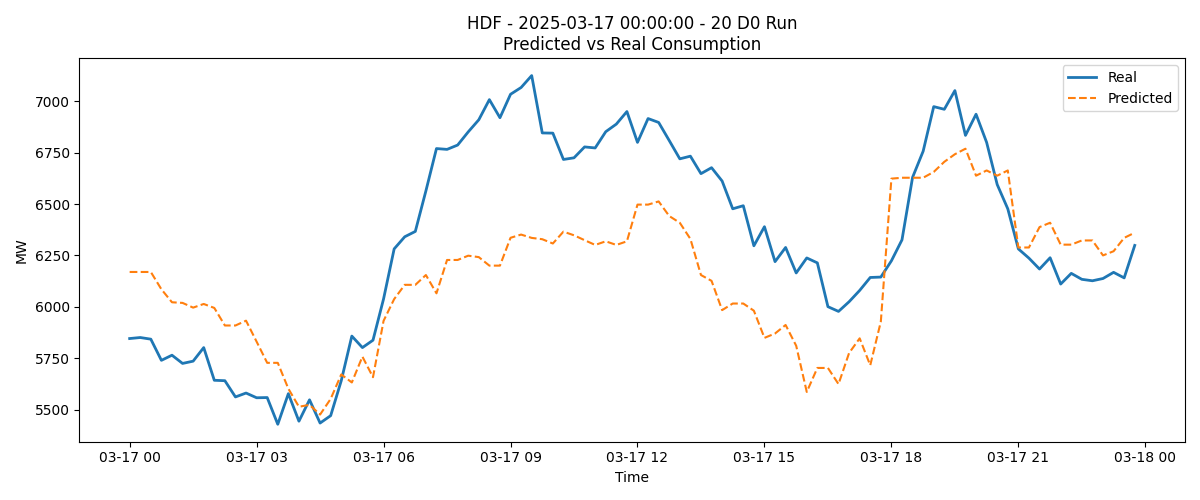 HDF - 2025-03-17 00:00:00 - 20 D0 Run
Predicted vs Real Consumption
Real
Predicted
MW
7000
6750
6500
6250
6000
5750
5500
03-17 00
03-17 03
03-17 06
03-17 09
03-17 12
03-17 15
03-17 18
03-17 21
03-18 00
Time